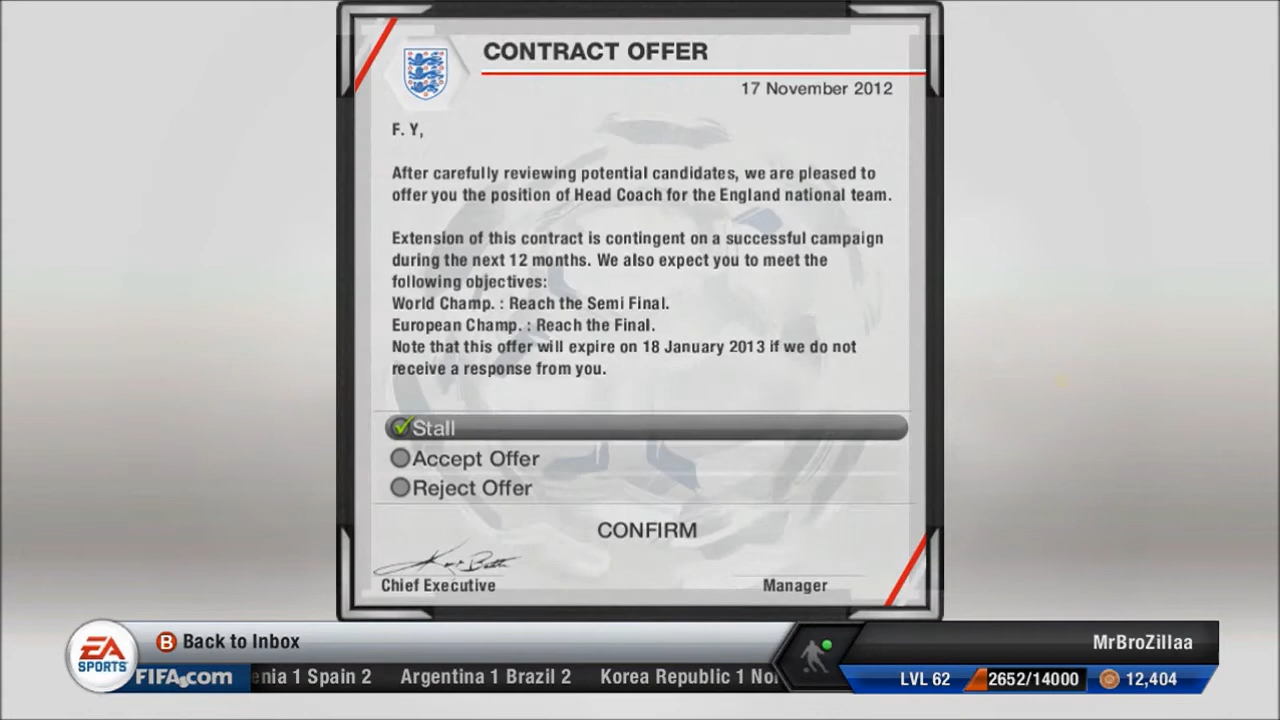 CONTRACT OFFER
17 November 2012
F. Y,
After carefully reviewing potential candidates, we are pleased to
offer you the position of Head Coach for the England national team.
Extension of this contract is contingent on a successful campaign
during the next 12 months. We also expect you to meet the
following objectives:
World Champ. : Reach the Semi Final.
European Champ. : Reach the Final.
Note that this offer will expire on 18 January 2013 if we do not
receive a response from you.
Stall
Accept Offer
Reject Offer
CONFIRM
Chief Executive
Manager
EA
SPORTS
B Back to Inbox
MrBroZillaa
FIFA.com
enia 1 Spain 2 Argentina 1 Brazil 2 Korea Republic 1
LVL 62 2652/14000 12,404